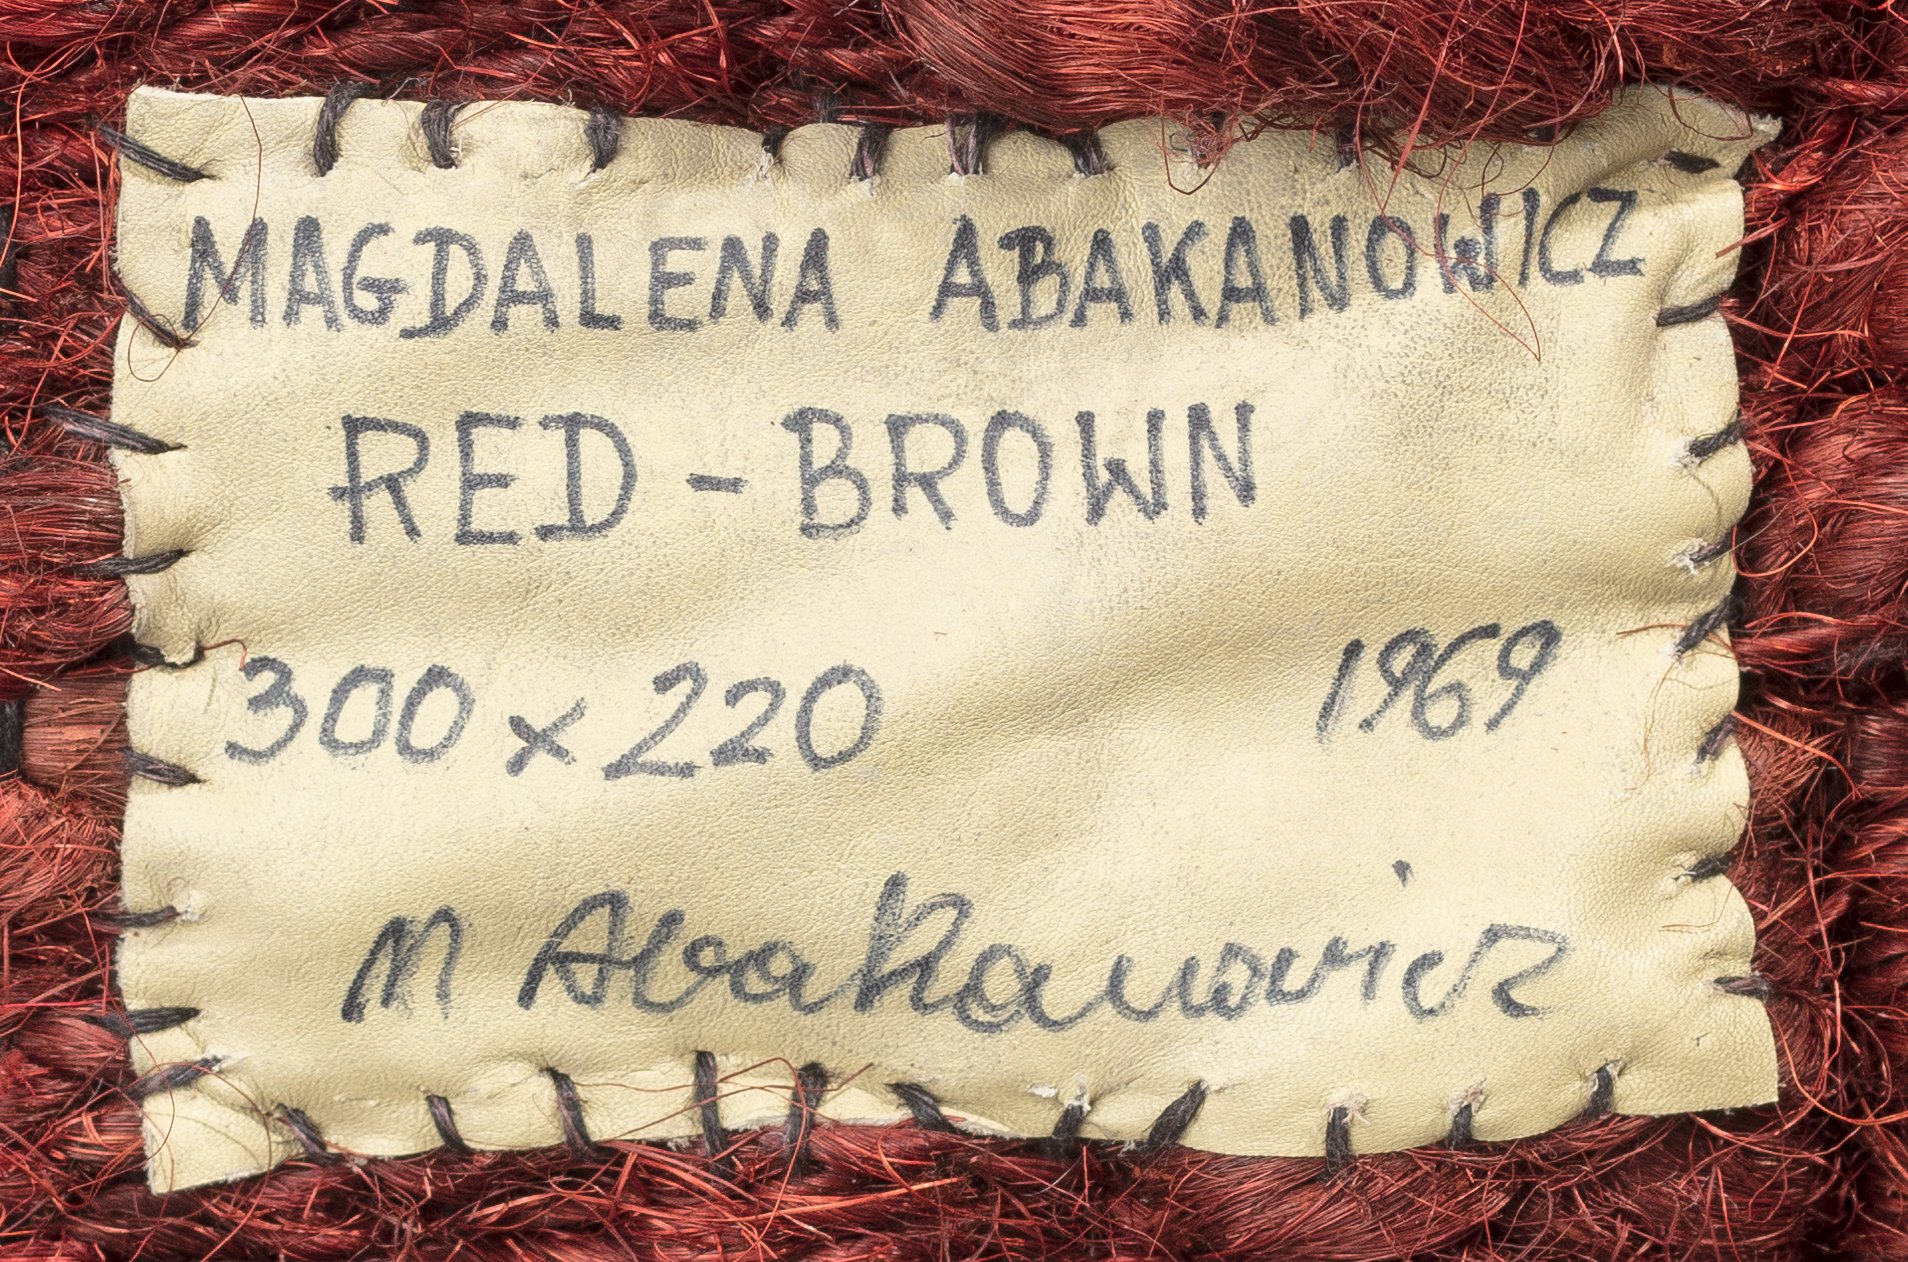 MAGDALENA ABAKANOWICZ
RED - BROWN
300 x 220 1969
M Abakanowicz